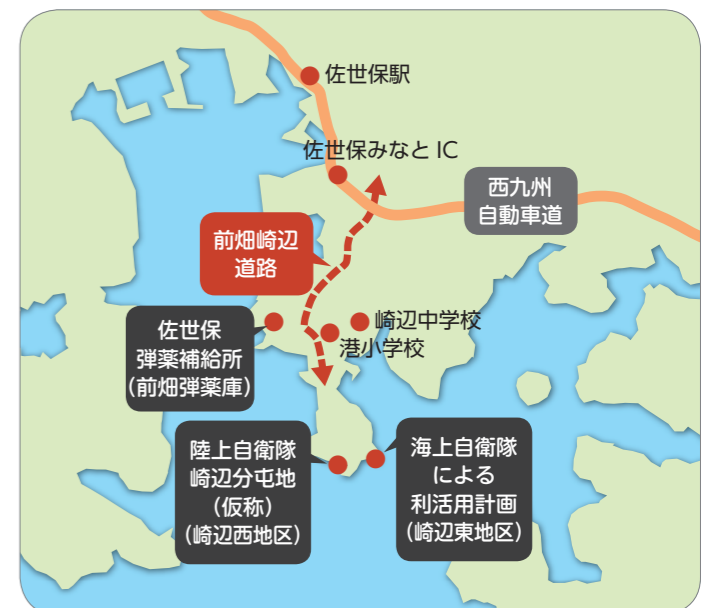 佐世保駅
佐世保みなとIC
西九州
自動車道
前畑崎辺
道路
佐世保
弾薬補給所
(前畑弾薬庫)
崎辺中学校
港小学校
陸上自衛隊
崎辺分屯地
(仮称)
(崎辺西地区)
海上自衛隊
による
利活用計画
(崎辺東地区)